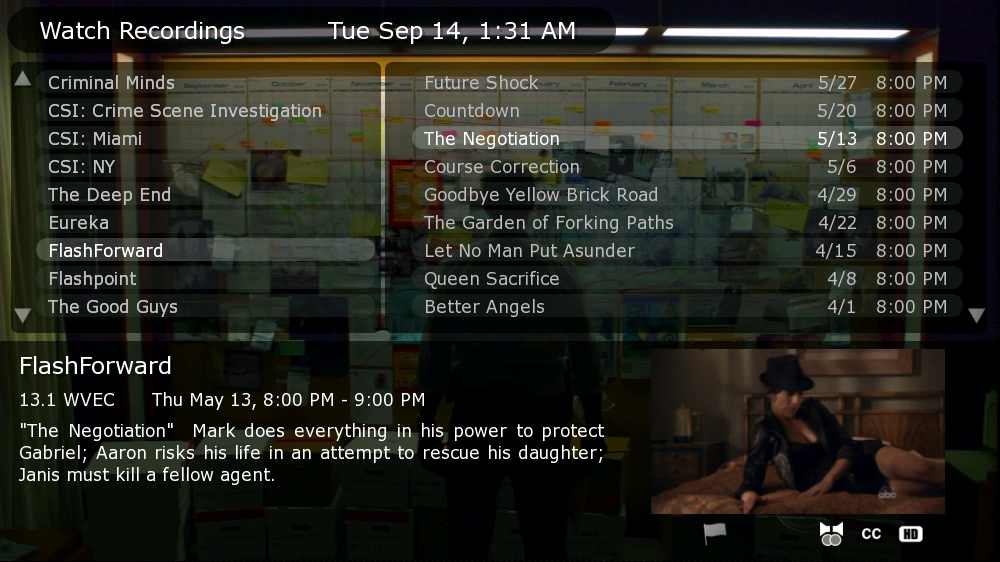 Watch Recordings Tue Sep 14, 1:31 AM
September October November February March April
Criminal Minds
CSI: Crime Scene Investigation
CSI: Miami
CSI: NY
The Deep End
Eureka
FlashForward
Flashpoint
The Good Guys
Future Shock 5/27 8:00 PM
Countdown 5/20 8:00 PM
The Negotiation 5/13 8:00 PM
Course Correction 5/6 8:00 PM
Goodbye Yellow Brick Road 4/29 8:00 PM
The Garden of Forking Paths 4/22 8:00 PM
Let No Man Put Asunder 4/15 8:00 PM
Queen Sacrifice 4/8 8:00 PM
Better Angels 4/1 8:00 PM
FlashForward
13.1 WVEC Thu May 13, 8:00 PM - 9:00 PM
"The Negotiation" Mark does everything in his power to protect
Gabriel; Aaron risks his life in an attempt to rescue his daughter;
Janis must kill a fellow agent.
abc
CC HD